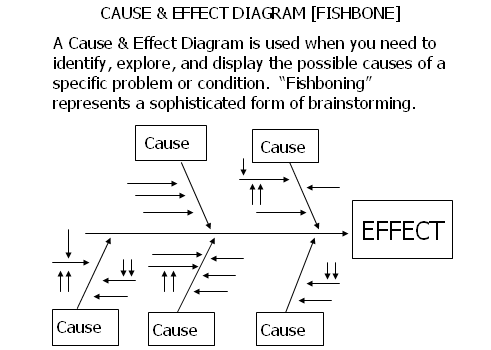 CAUSE & EFFECT DIAGRAM [FISHBONE]
A Cause & Effect Diagram is used when you need to
identify, explore, and display the possible causes of a
specific problem or condition.  “Fishboning”
represents a sophisticated form of brainstorming.
Cause
Cause
EFFECT
Cause
Cause
Cause